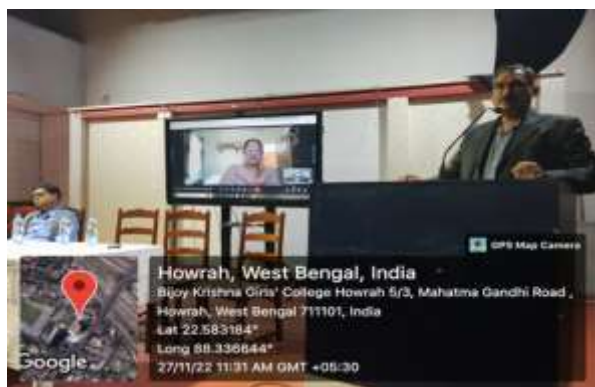 GPS Map Camera
Howrah, West Bengal, India
Bijoy Krishna Girls' College Howrah 5/3, Mahatma Gandhi Road ,
Howrah, West Bengal 711101, India
Lat 22.583184°
Long 88.336644°
27/11/22 11:31 AM GMT +05:30
Google